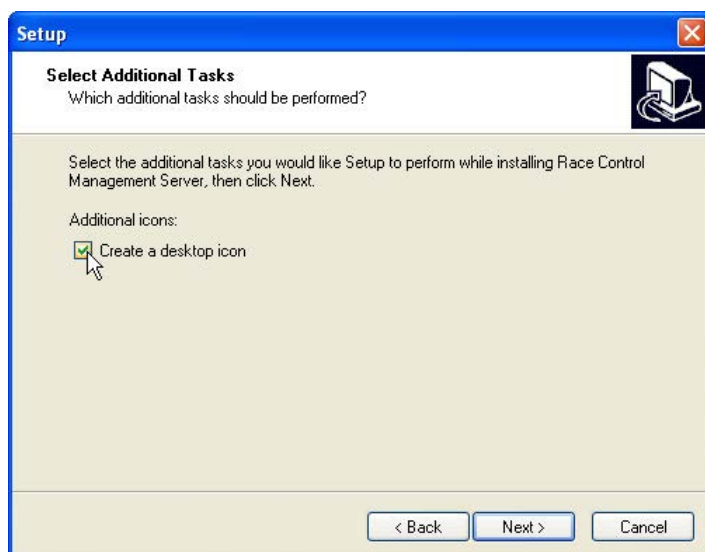 Setup
Select Additional Tasks
Which additional tasks should be performed?
Select the additional tasks you would like Setup to perform while installing Race Control
Management Server, then click Next.
Additional icons:
Create a desktop icon
< Back
Next >
Cancel